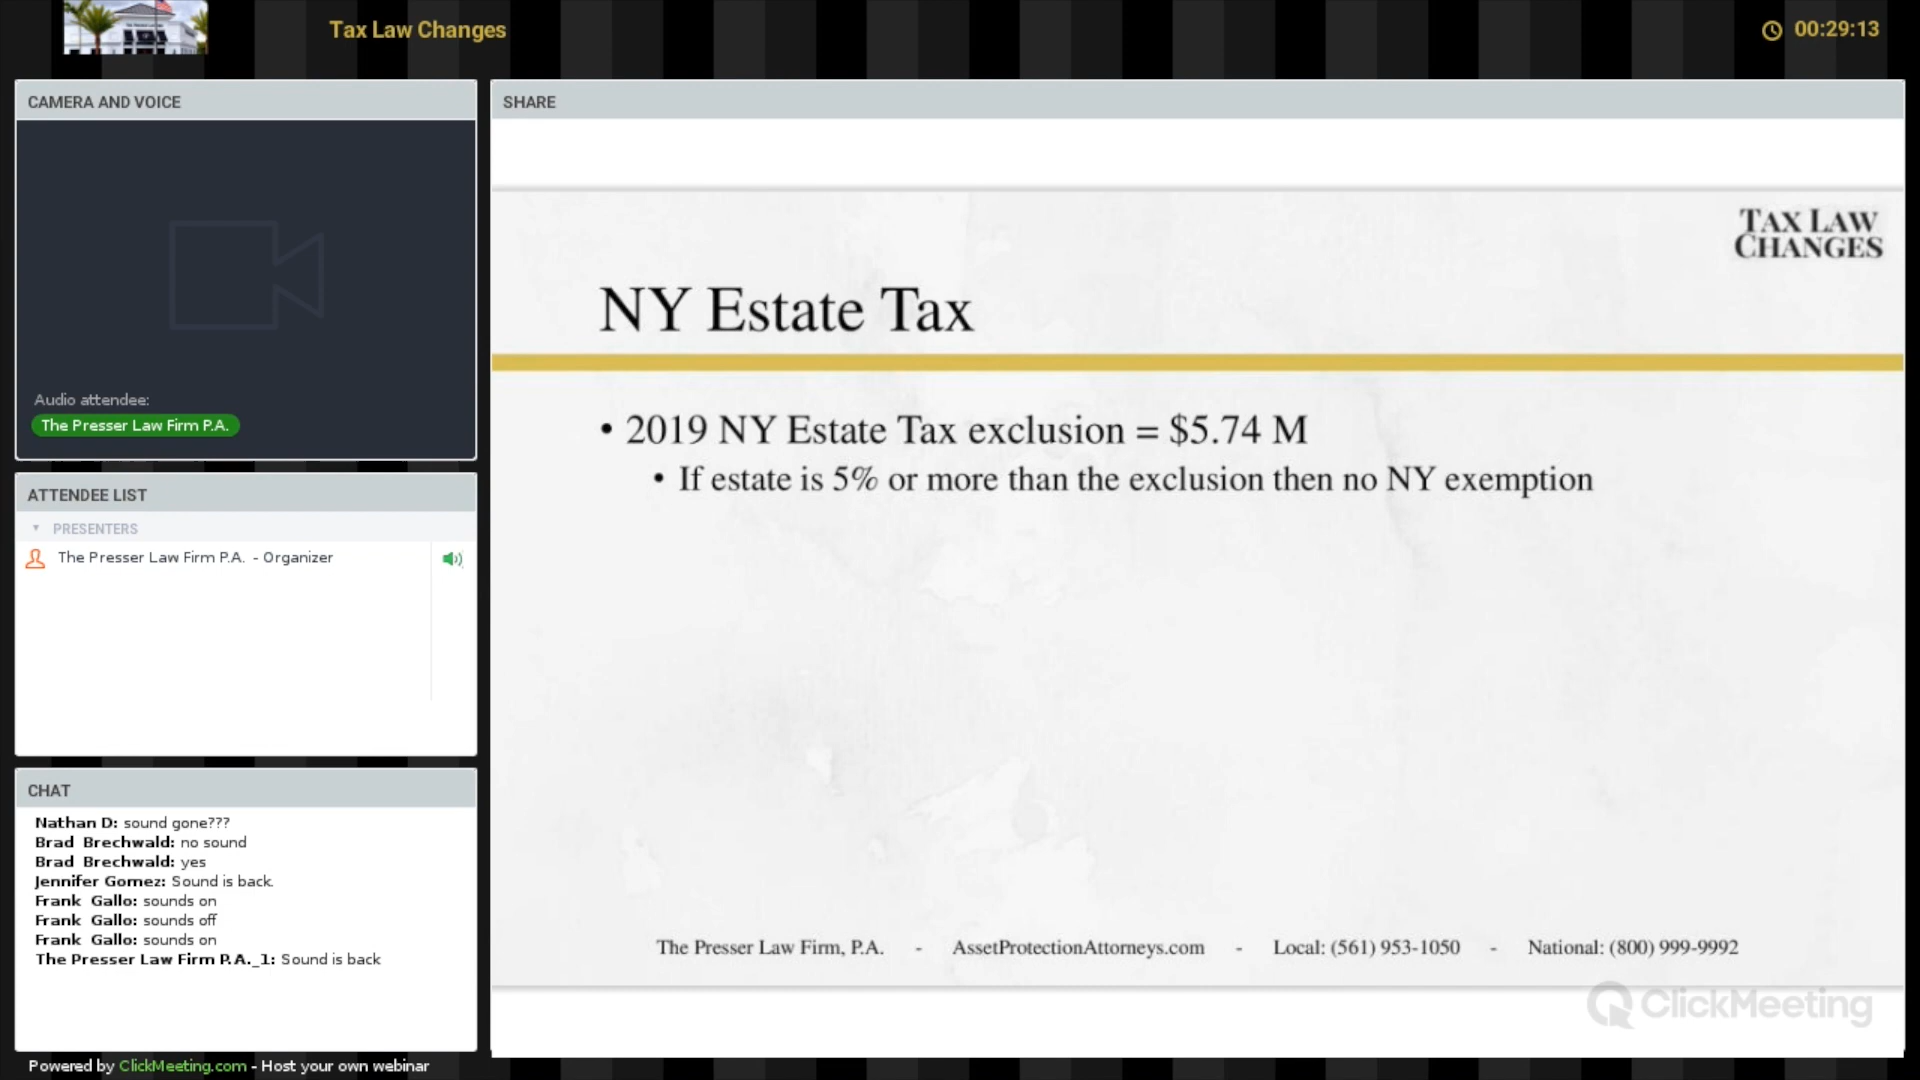 Tax Law Changes
00:29:13
CAMERA AND VOICE
Audio attendee:
The Presser Law Firm P.A.
ATTENDEE LIST
PRESENTERS
The Presser Law Firm P.A. - Organizer
CHAT
Nathan D: sound gone???
Brad Brechwald: no sound
Brad Brechwald: yes
Jennifer Gomez: Sound is back.
Frank Gallo: sounds on
Frank Gallo: sounds off
Frank Gallo: sounds on
The Presser Law Firm P.A._1: Sound is back
Powered by ClickMeeting.com - Host your own webinar
SHARE
TAX LAW
CHANGES
NY Estate Tax
• 2019 NY Estate Tax exclusion = $5.74 M
• If estate is 5% or more than the exclusion then no NY exemption
The Presser Law Firm, P.A. - AssetProtectionAttorneys.com - Local: (561) 953-1050 - National: (800) 999-9992
ClickMeeting